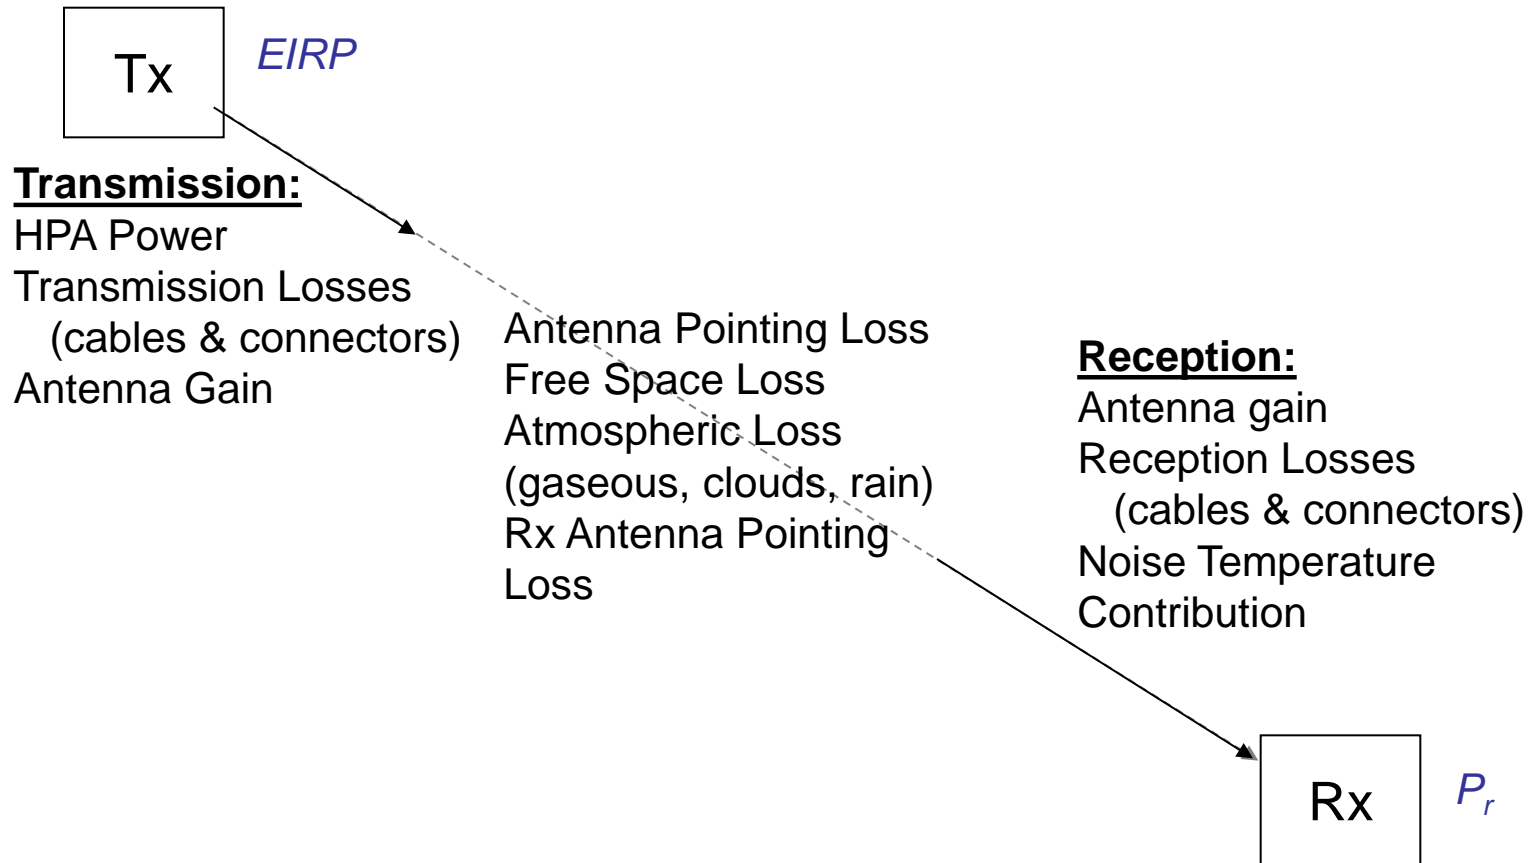 Tx
EIRP
Transmission:
HPA Power
Transmission Losses
(cables & connectors)
Antenna Gain
Antenna Pointing Loss
Free Space Loss
Atmospheric Loss
(gaseous, clouds, rain)
Rx Antenna Pointing
Loss
Reception:
Antenna gain
Reception Losses
(cables & connectors)
Noise Temperature
Contribution
Rx
Pr